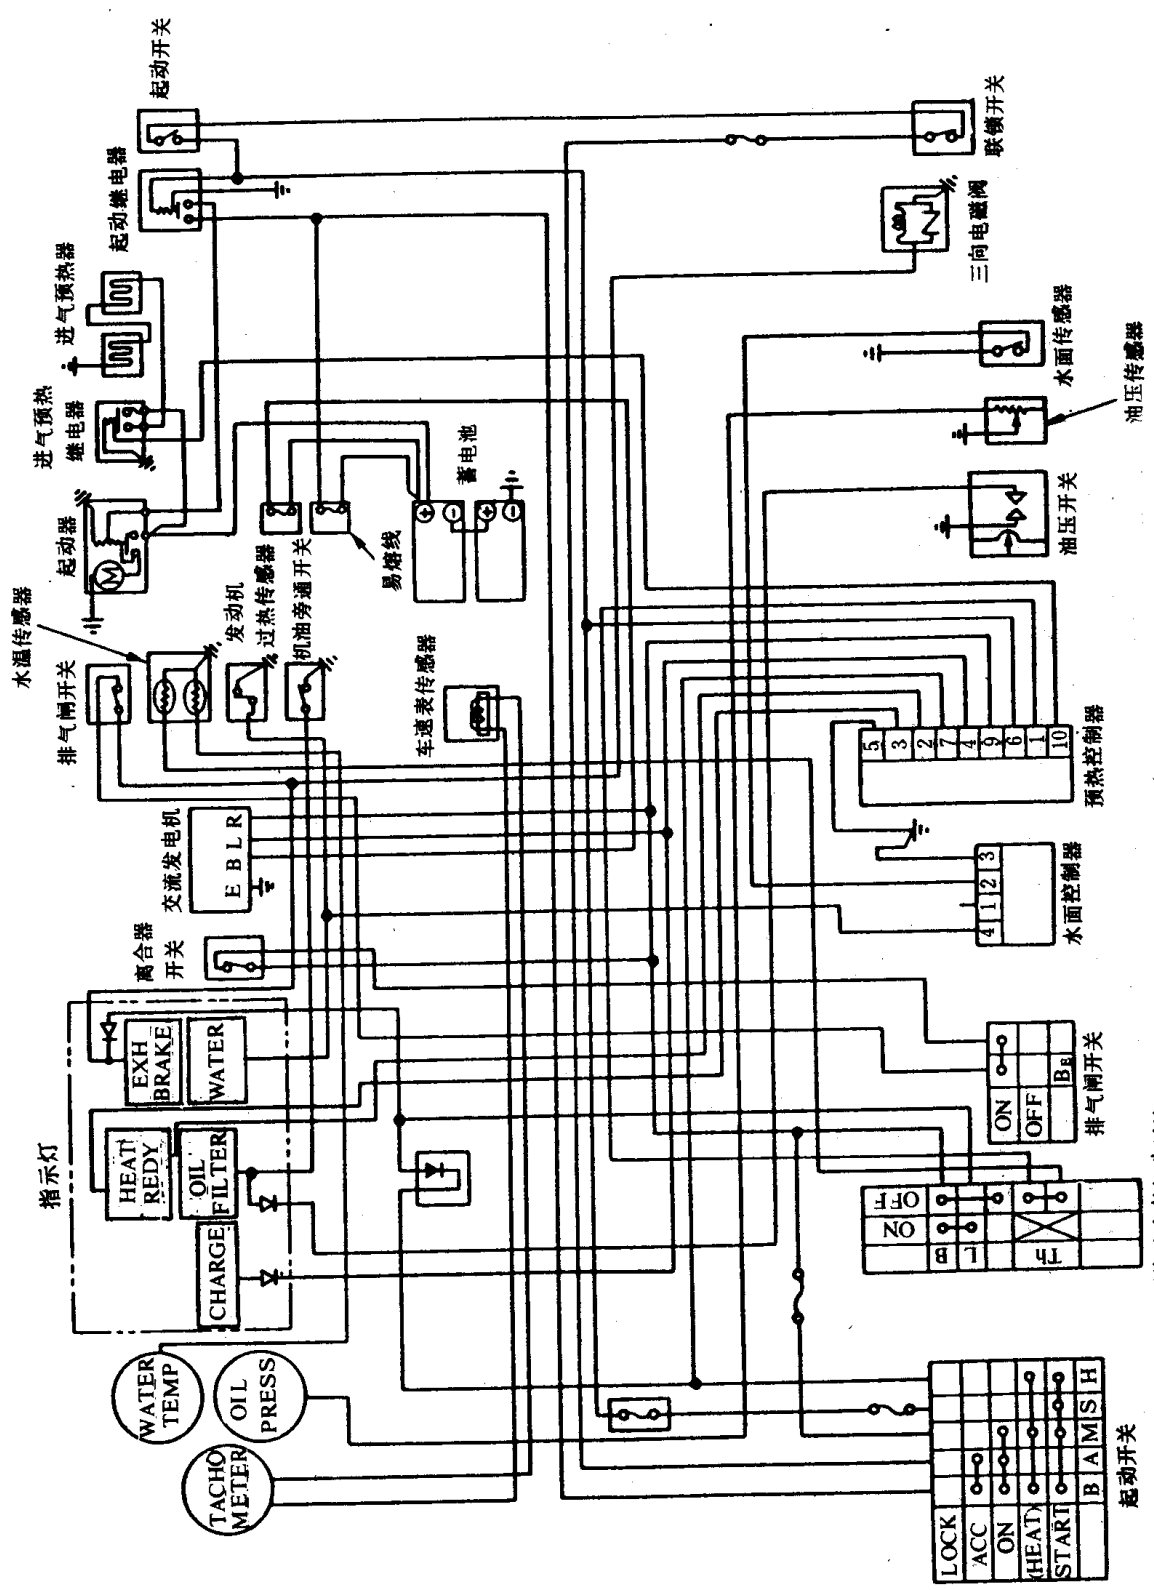 起动开关
起动继电器
进气预热器
进气预热
继电器
起动器
M
水温传感器
排气闸开关
发动机
过热传感器
机油旁通开关
易熔线
蓄电池
+
−
+
−
车速表传感器
交流发电机
E B L R
离合器
开关
指示灯
EXH
BRAKE
WATER
HEAT
REDY
OIL
FILTER
CHARGE
WATER
TEMP
OIL
PRESS
TACHO
METER
联锁开关
三向电磁阀
水面传感器
油压传感器
油压开关
预热控制器
5 3 2 7 4 9 6 1 10
水面控制器
4 1 2 3
排气闸开关
ON
OFF
BE
OFF
ON
B
L
Th
起动开关
LOCK
ACC
ON
(HEAT)
START
B A M S H